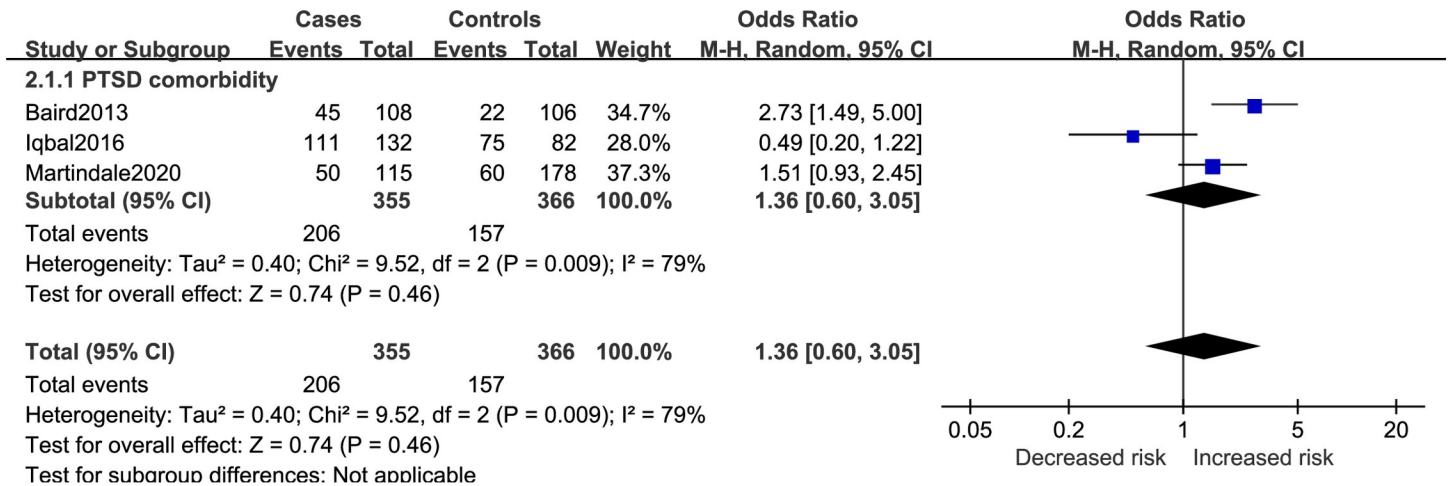 Cases Controls Odds Ratio Odds Ratio
Study or Subgroup Events Total Events Total Weight M-H, Random, 95% CI M-H, Random, 95% CI
2.1.1 PTSD comorbidity
Baird2013 45 108 22 106 34.7% 2.73 [1.49, 5.00]
Iqbal2016 111 132 75 82 28.0% 0.49 [0.20, 1.22]
Martindale2020 50 115 60 178 37.3% 1.51 [0.93, 2.45]
Subtotal (95% CI) 355 366 100.0% 1.36 [0.60, 3.05]
Total events 206 157
Heterogeneity: Tau² = 0.40; Chi² = 9.52, df = 2 (P = 0.009); I² = 79%
Test for overall effect: Z = 0.74 (P = 0.46)
Total (95% CI) 355 366 100.0% 1.36 [0.60, 3.05]
Total events 206 157
Heterogeneity: Tau² = 0.40; Chi² = 9.52, df = 2 (P = 0.009); I² = 79%
Test for overall effect: Z = 0.74 (P = 0.46)
Test for subgroup differences: Not applicable
0.05 0.2 1 5 20
Decreased risk Increased risk